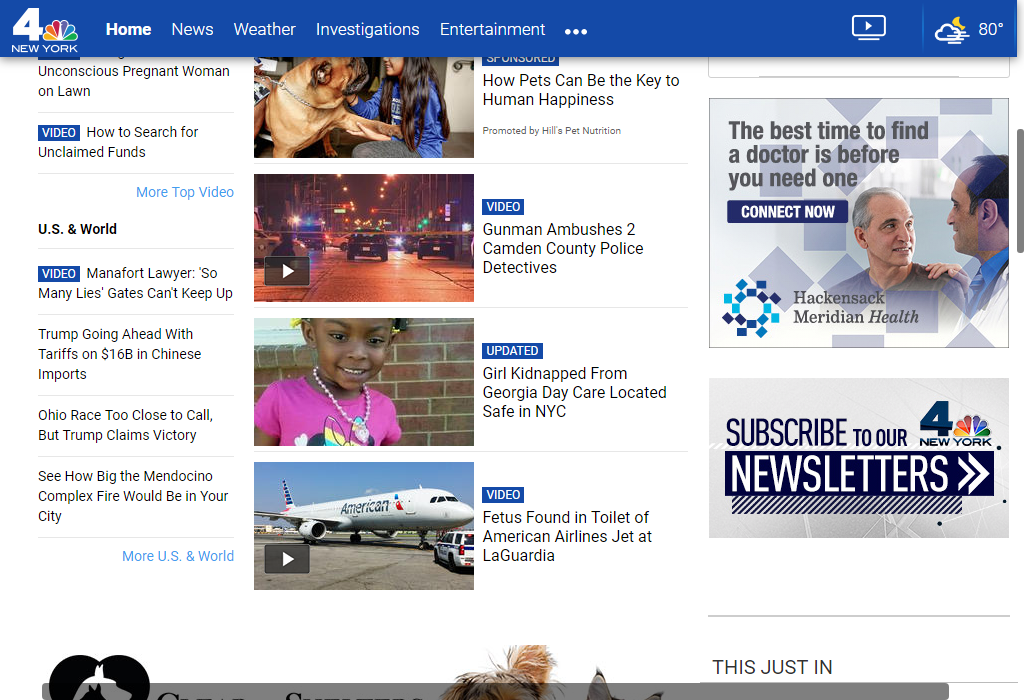 4
NEW YORK
Home
News
Weather
Investigations
Entertainment
80°
Unconscious Pregnant Woman
on Lawn
VIDEO How to Search for
Unclaimed Funds
More Top Video
U.S. & World
VIDEO Manafort Lawyer: 'So
Many Lies' Gates Can't Keep Up
Trump Going Ahead With
Tariffs on $16B in Chinese
Imports
Ohio Race Too Close to Call,
But Trump Claims Victory
See How Big the Mendocino
Complex Fire Would Be in Your
City
More U.S. & World
SPONSORED
How Pets Can Be the Key to
Human Happiness
Promoted by Hill's Pet Nutrition
VIDEO
Gunman Ambushes 2
Camden County Police
Detectives
UPDATED
Girl Kidnapped From
Georgia Day Care Located
Safe in NYC
American
VIDEO
Fetus Found in Toilet of
American Airlines Jet at
LaGuardia
The best time to find
a doctor is before
you need one
CONNECT NOW
Hackensack
Meridian Health
SUBSCRIBE TO OUR
4
NEW YORK
NEWSLETTERS
THIS JUST IN